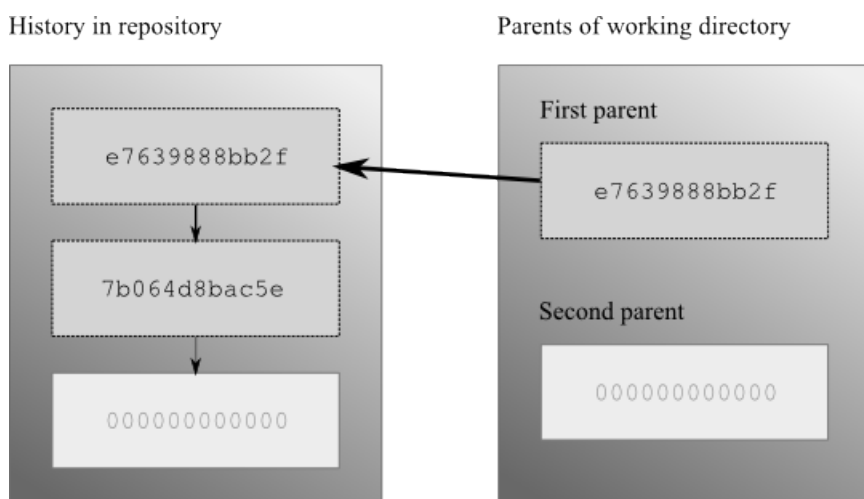 History in repository
e7639888bb2f
7b064d8bac5e
000000000000
Parents of working directory
First parent
e7639888bb2f
Second parent
000000000000